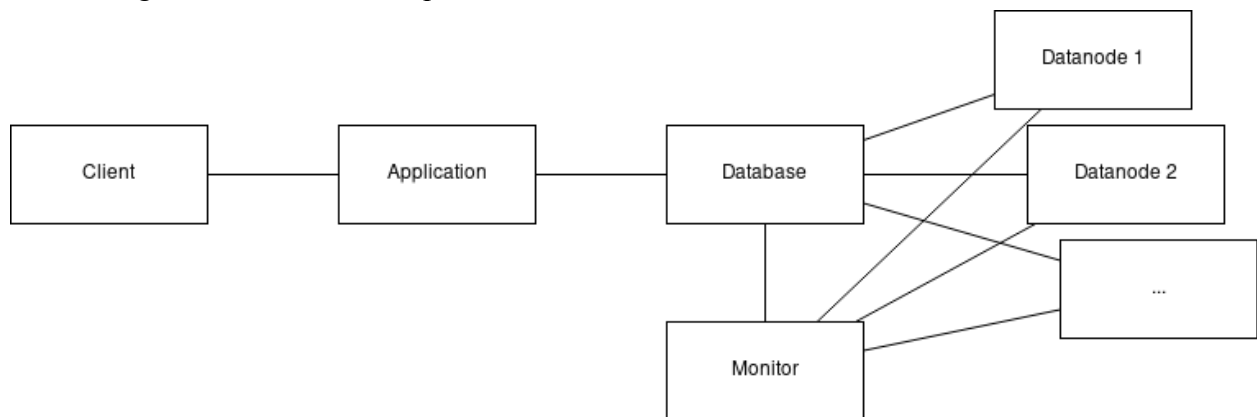 Datanode 1
Client
Application
Database
Datanode 2
...
Monitor